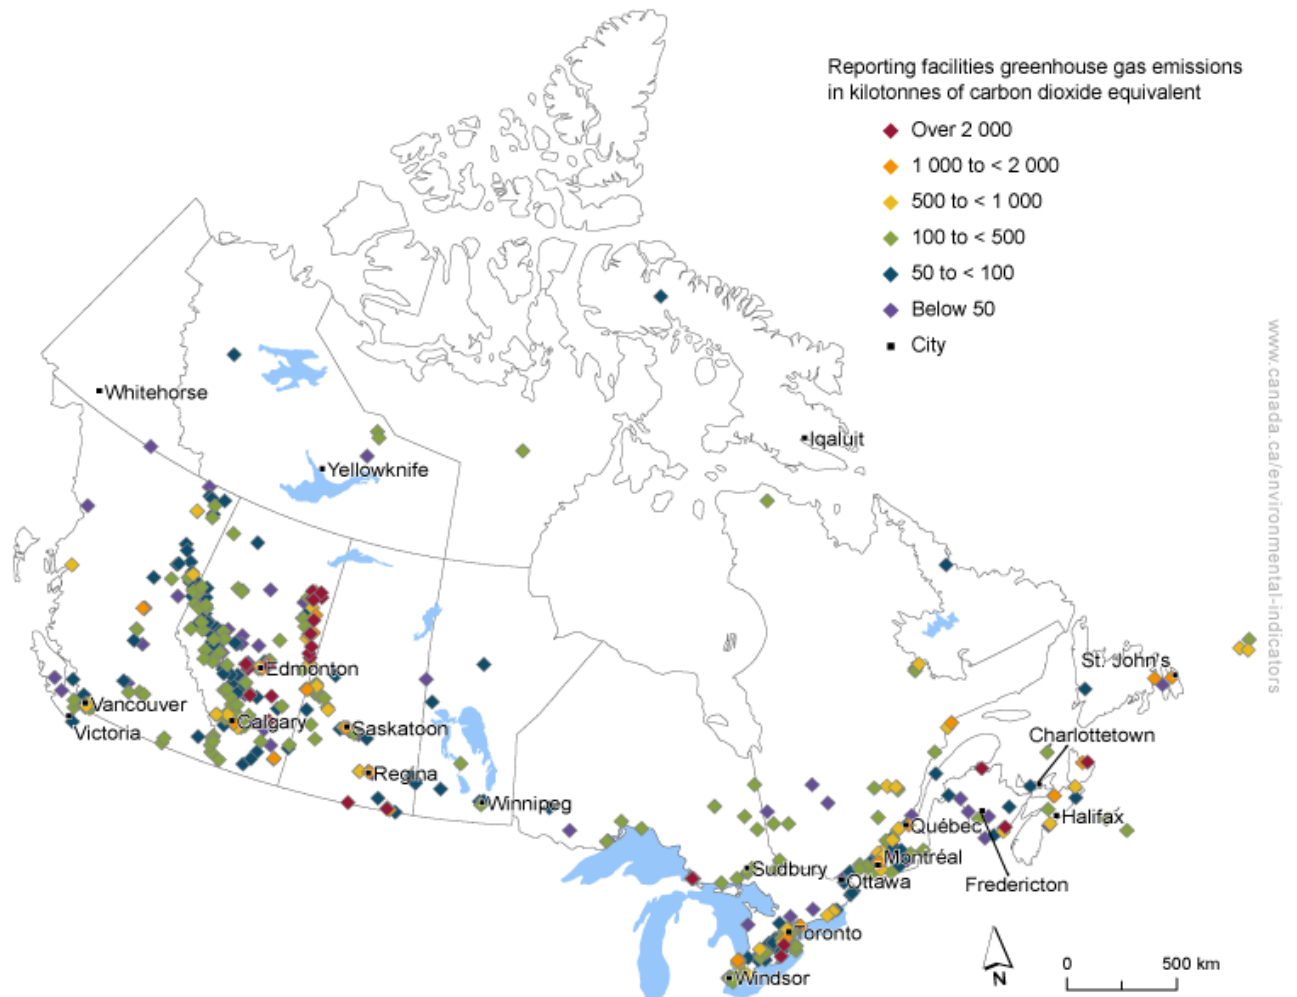 Reporting facilities greenhouse gas emissions
in kilotonnes of carbon dioxide equivalent
Over 2 000
1 000 to < 2 000
500 to < 1 000
100 to < 500
50 to < 100
Below 50
City
www.canada.ca/environmental-indicators
Whitehorse
Iqaluit
Yellowknife
St. John's
Edmonton
Vancouver
Calgary
Victoria
Saskatoon
Charlottetown
Regina
Winnipeg
Halifax
Québec
Montréal
Sudbury
Ottawa
Fredericton
Toronto
Windsor
N
0 500 km